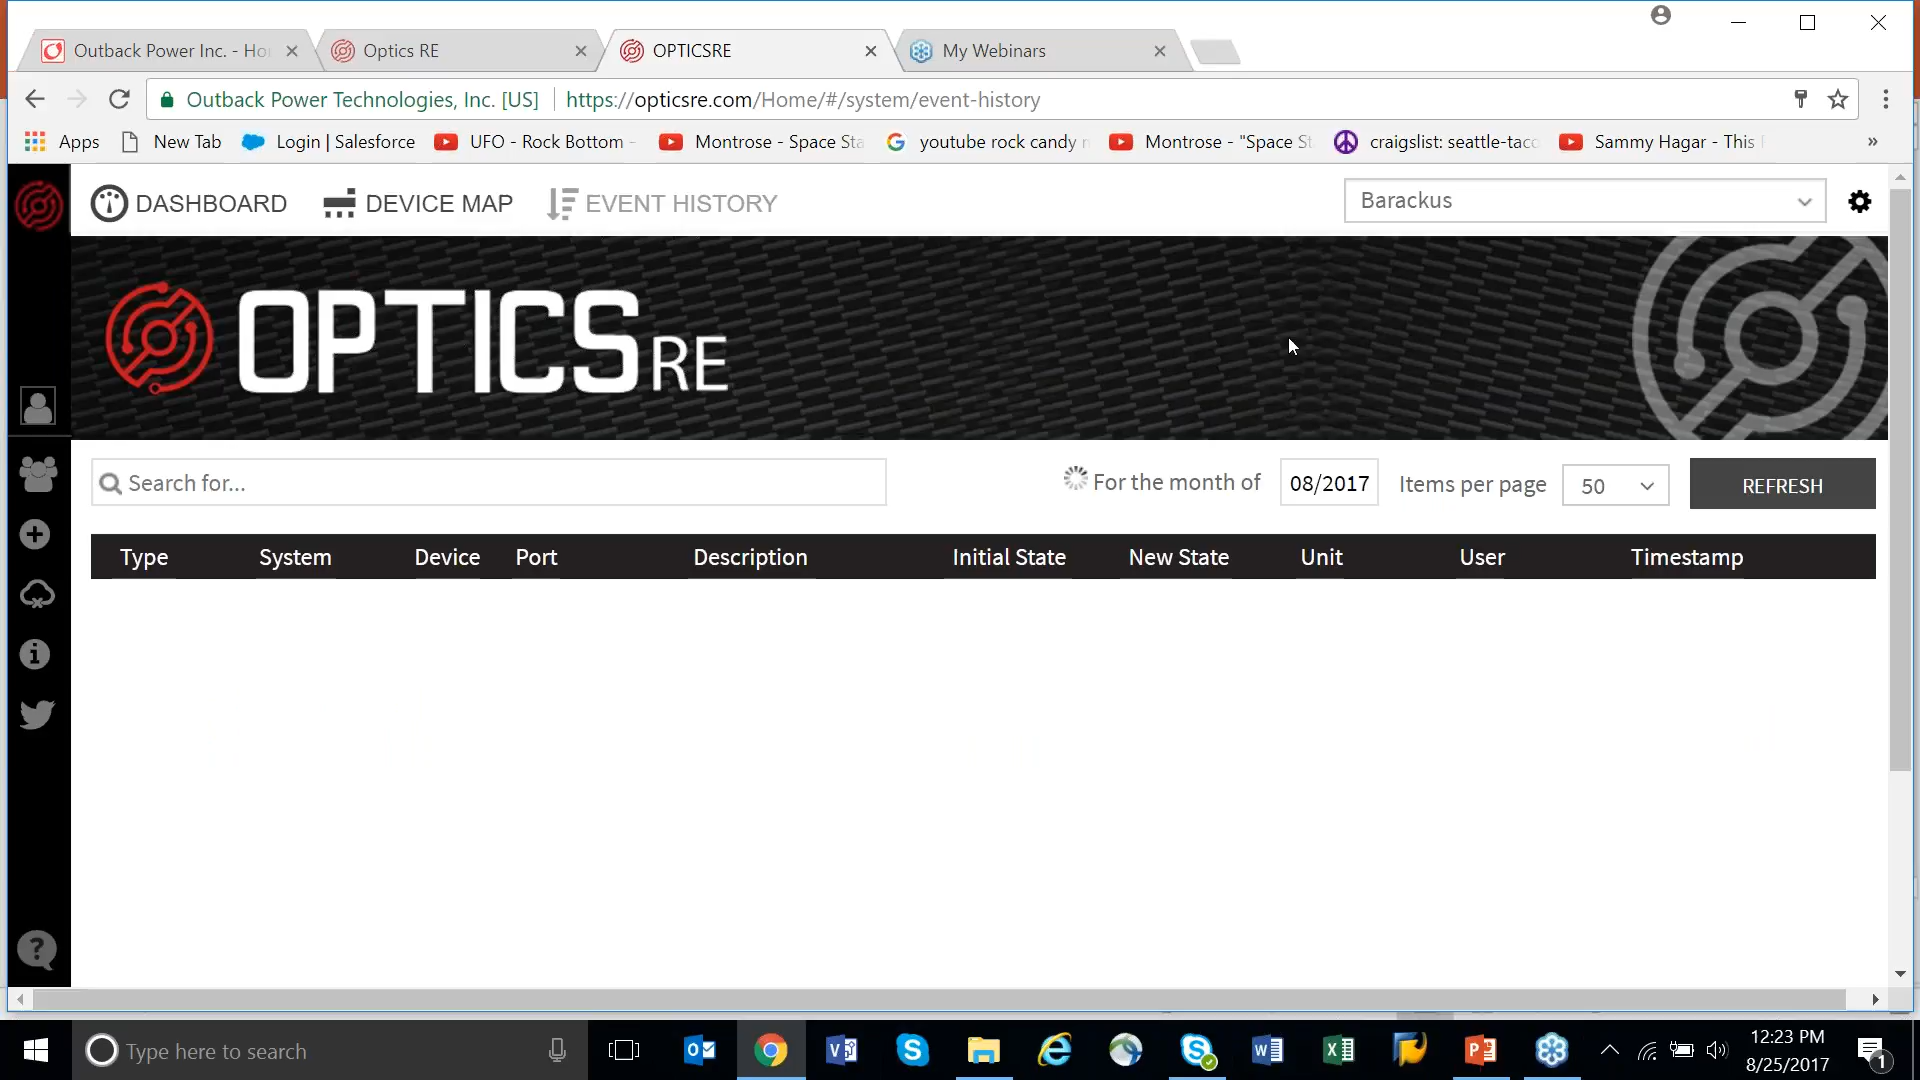 Outback Power Inc. - Ho
Optics RE
OPTICSRE
My Webinars
Outback Power Technologies, Inc. [US]
https://opticsre.com/Home/#/system/event-history
Apps
New Tab
Login | Salesforce
UFO - Rock Bottom -
Montrose - Space Sta
youtube rock candy
Montrose - "Space St
craigslist: seattle-taco
Sammy Hagar - This
»
DASHBOARD
DEVICE MAP
EVENT HISTORY
Barackus
OPTICS RE
Search for...
For the month of
08/2017
Items per page
50
REFRESH
Type
System
Device
Port
Description
Initial State
New State
Unit
User
Timestamp
Type here to search
12:23 PM
8/25/2017
1